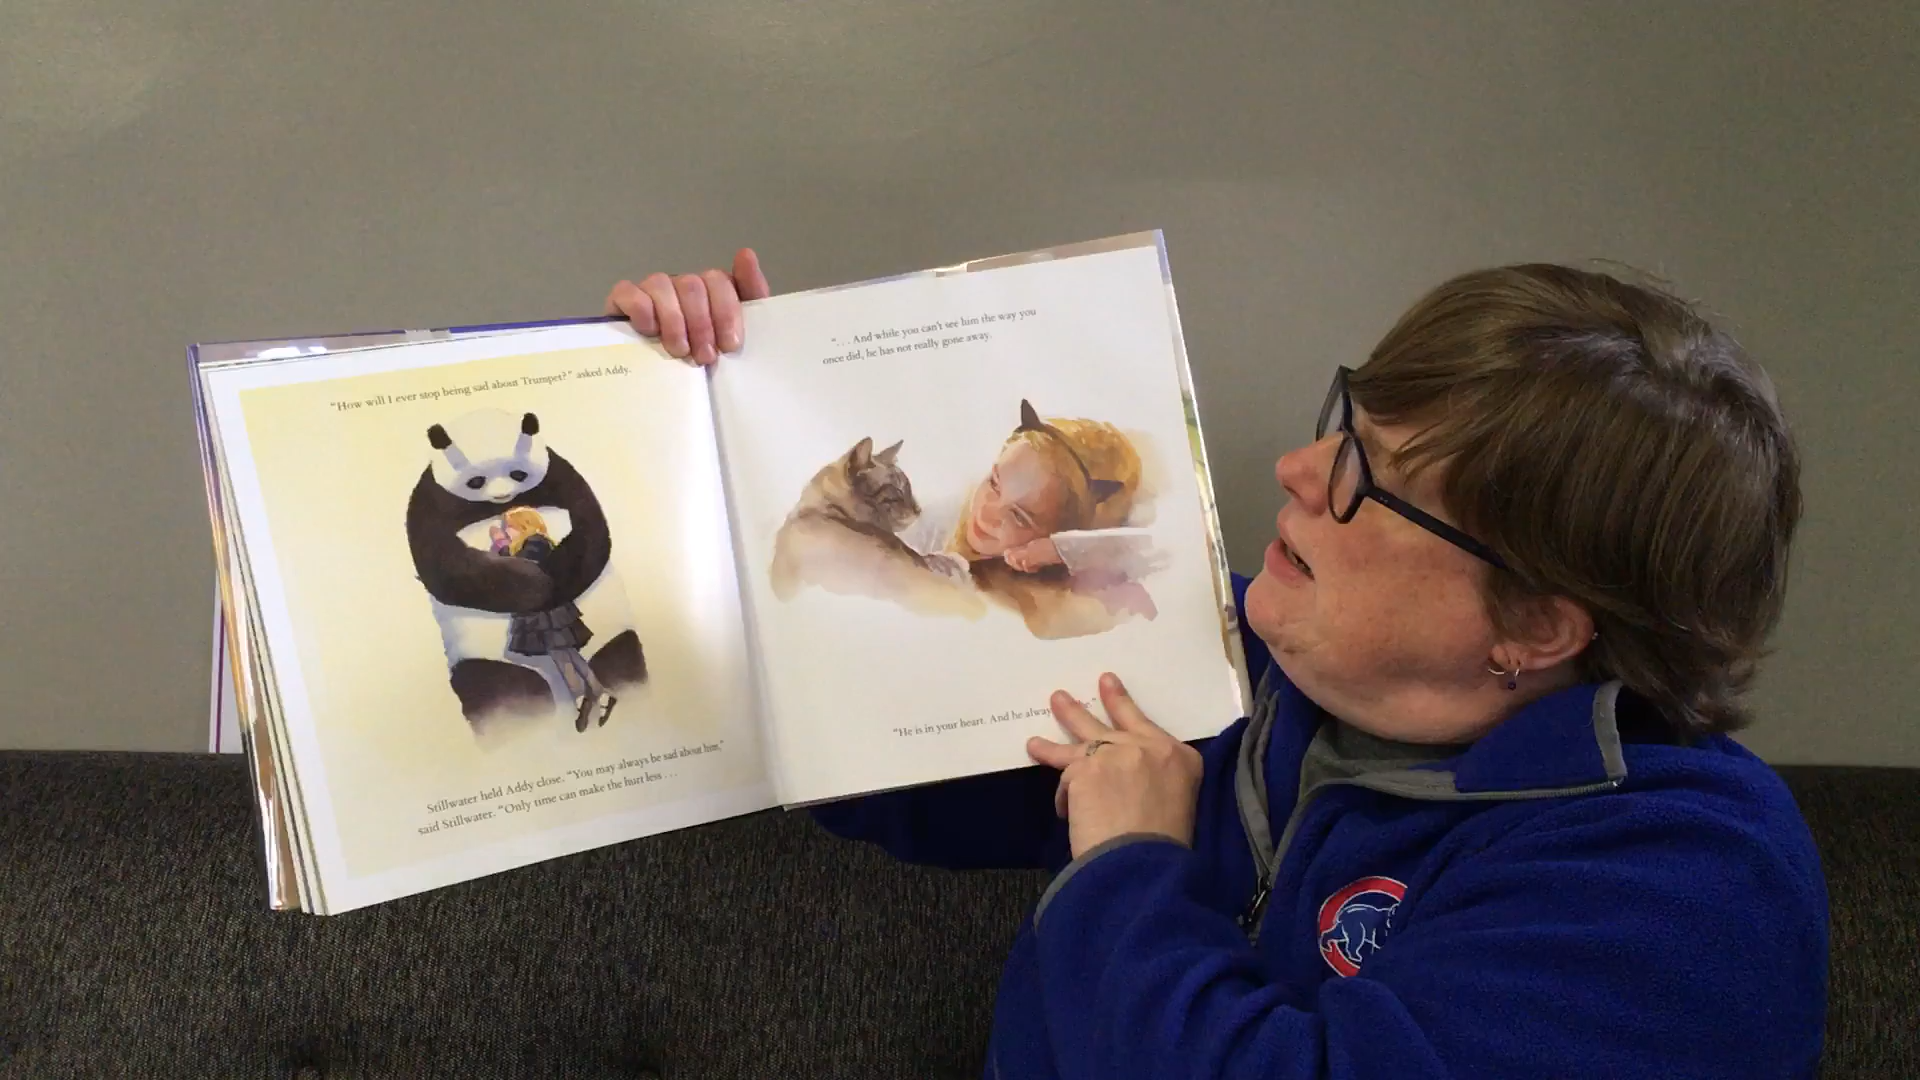 "How will I ever stop being sad about Trumpet?" asked Addy.
Stillwater held Addy close. "You may always be sad about him,"
said Stillwater. "Only time can make the hurt less . . .
". . . And while you can't see him the way you
once did, he has not really gone away.
"He is in your heart. And he always